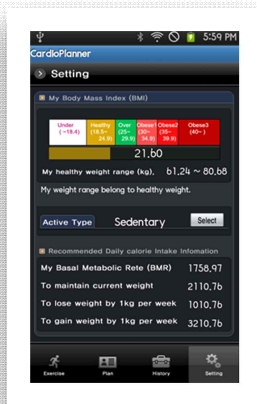 5:59 PM
CardioPlanner
Setting
My Body Mass Index (BMI)
Under Healthy Over Obese1 Obese2 Obese3
(~18.4) (18.5~ (25~ (30~ (35~ (40~ )
24.9) 29.9) 34.9) 39.9)
21.60
My healthy weight range (kg), 61,24 ~ 80,68
My weight range belong to healthy weight.
Active Type Sedentary Select
Recommended Daily calorie Intake Infomation
My Basal Metabolic Rete (BMR) 1758,97
To maintain current weight 2110,76
To lose weight by 1kg per week 1010,76
To gain weight by 1kg per week 3210,76
Exercise Plan History Setting